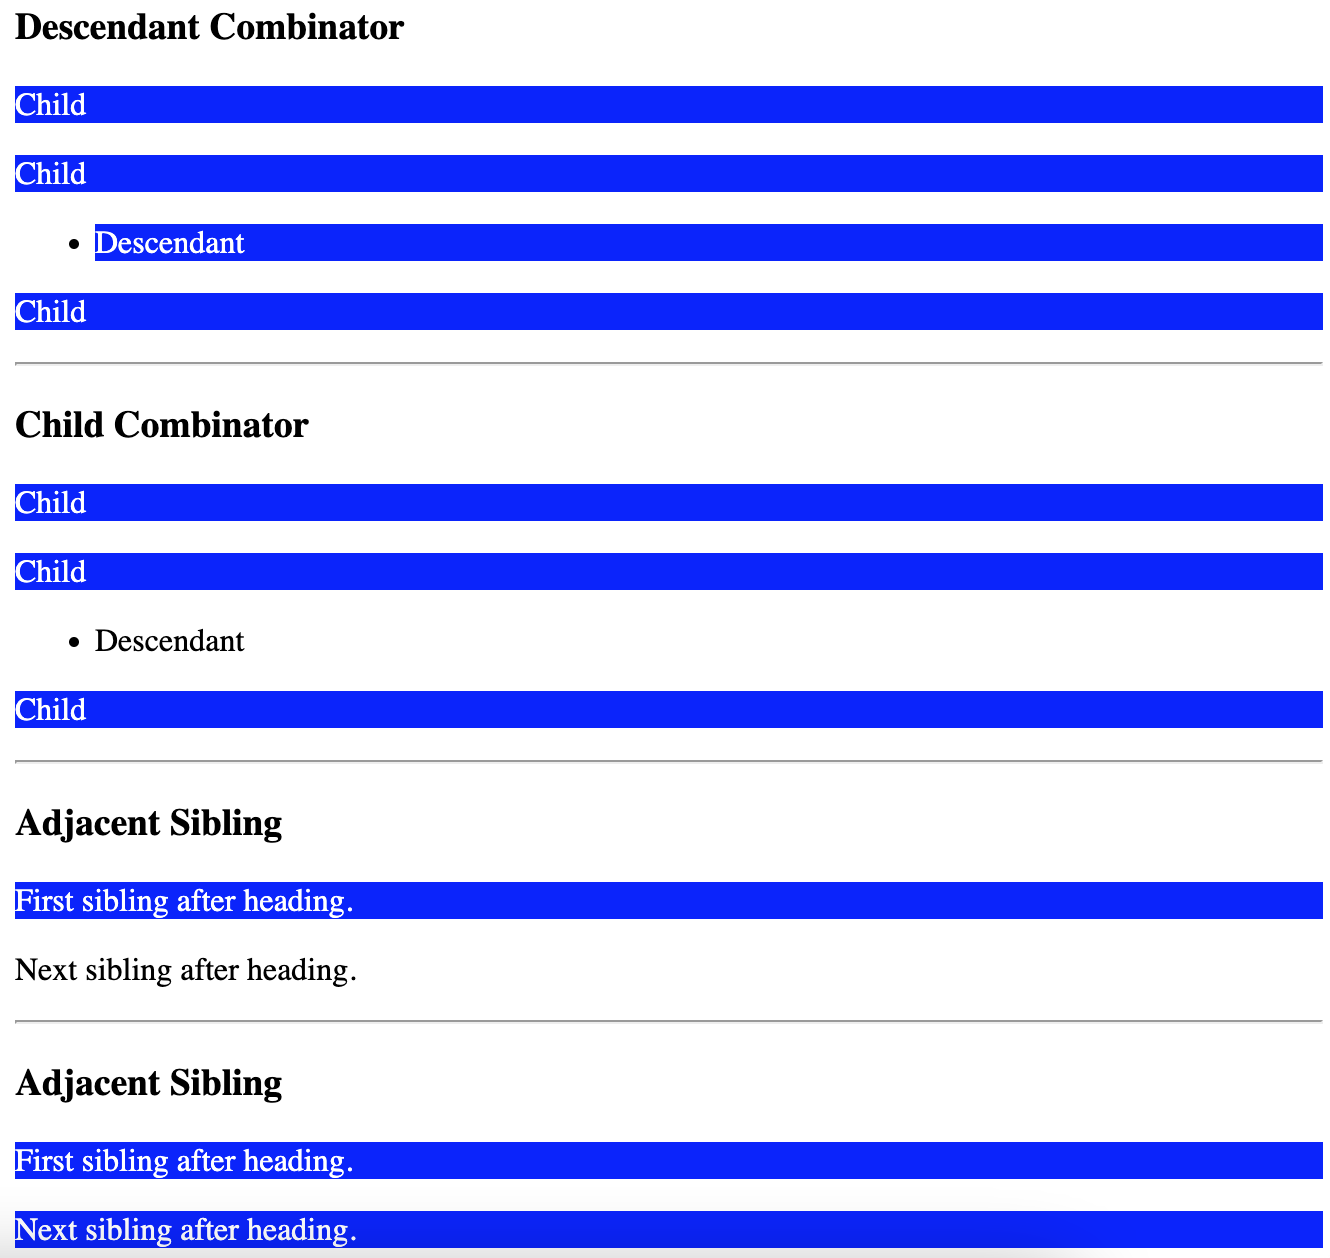 Descendant Combinator
Child
Child
Descendant
Child
Child Combinator
Child
Child
Descendant
Child
Adjacent Sibling
First sibling after heading.
Next sibling after heading.
Adjacent Sibling
First sibling after heading.
Next sibling after heading.